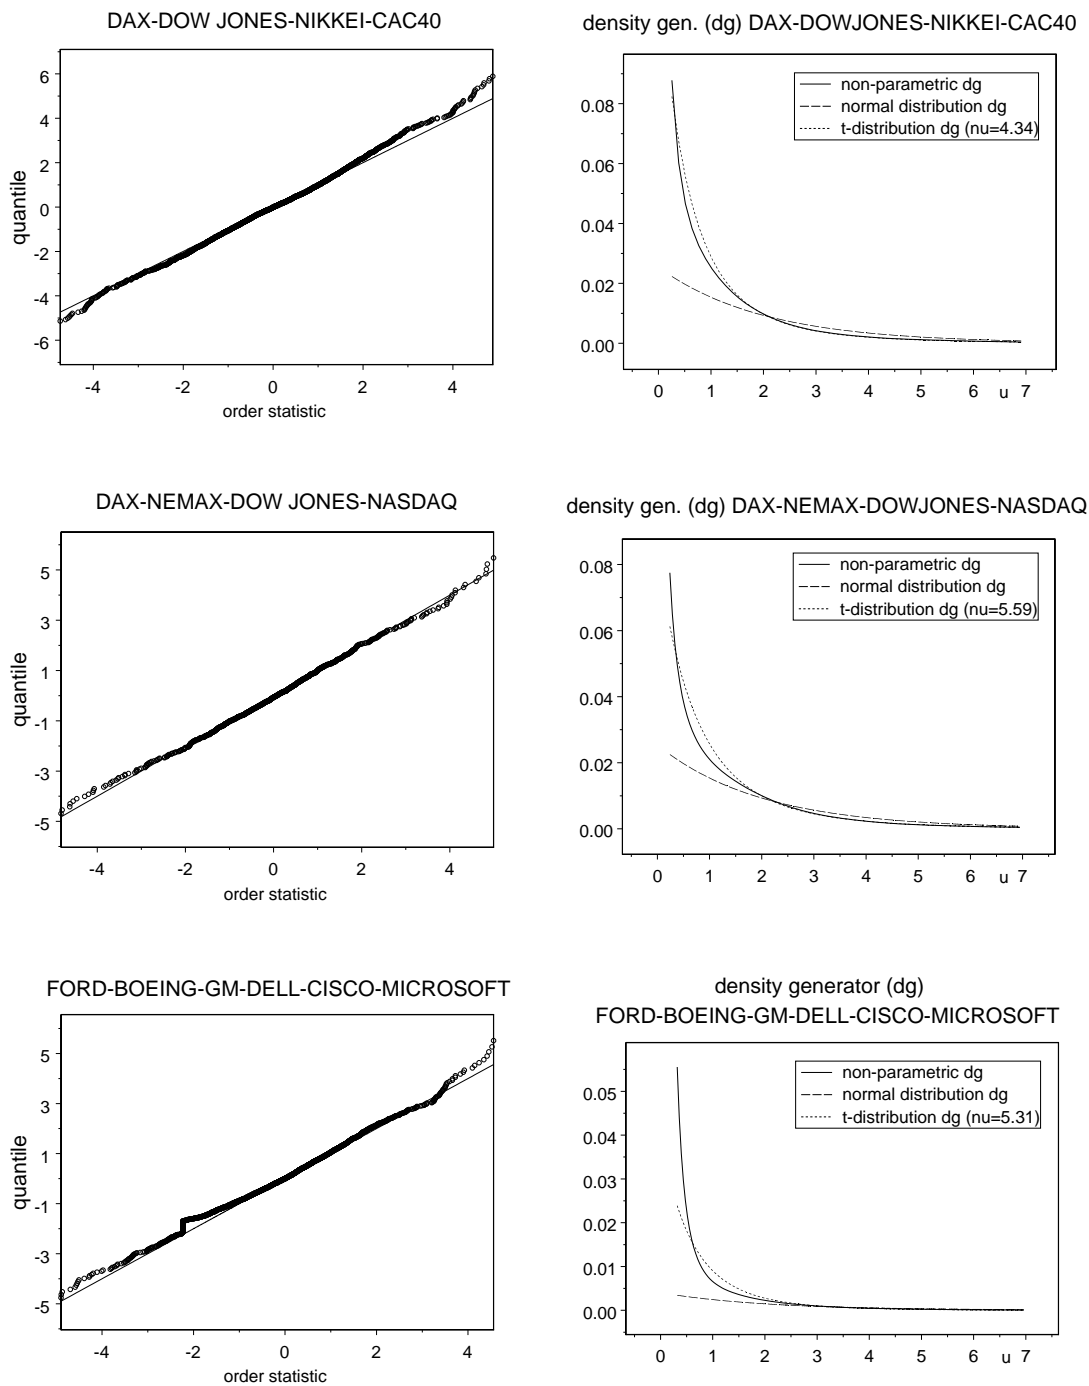 DAX-DOW JONES-NIKKEI-CAC40
quantile
6
4
2
0
-2
-4
-6
-4
-2
0
2
4
order statistic
density gen. (dg) DAX-DOWJONES-NIKKEI-CAC40
non-parametric dg
normal distribution dg
t-distribution dg (nu=4.34)
0.08
0.06
0.04
0.02
0.00
0
1
2
3
4
5
6
u
7
DAX-NEMAX-DOW JONES-NASDAQ
quantile
5
3
1
-1
-3
-5
-4
-2
0
2
4
order statistic
density gen. (dg) DAX-NEMAX-DOWJONES-NASDAQ
non-parametric dg
normal distribution dg
t-distribution dg (nu=5.59)
0.08
0.06
0.04
0.02
0.00
0
1
2
3
4
5
6
u
7
FORD-BOEING-GM-DELL-CISCO-MICROSOFT
quantile
5
3
1
-1
-3
-5
-4
-2
0
2
4
order statistic
density generator (dg)
FORD-BOEING-GM-DELL-CISCO-MICROSOFT
non-parametric dg
normal distribution dg
t-distribution dg (nu=5.31)
0.05
0.04
0.03
0.02
0.01
0.00
0
1
2
3
4
5
6
u
7